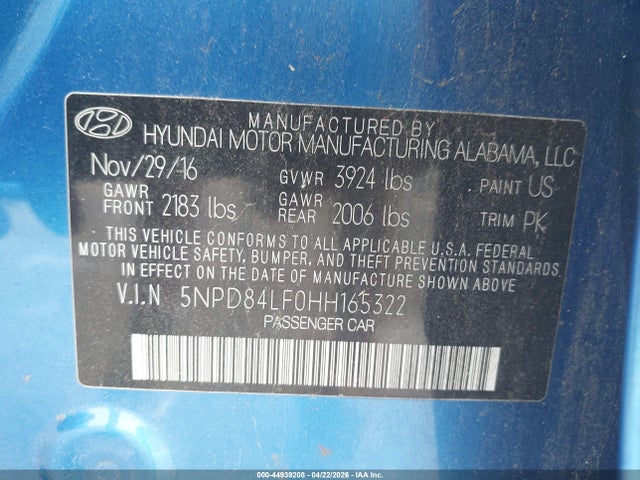 MANUFACTURED BY
HYUNDAI MOTOR MANUFACTURING ALABAMA, LLC
Nov/29/16 GVWR 3924 lbs PAINT US
GAWR FRONT 2183 lbs GAWR REAR 2006 lbs TRIM PK
THIS VEHICLE CONFORMS TO ALL APPLICABLE U.S.A. FEDERAL
MOTOR VEHICLE SAFETY, BUMPER, AND THEFT PREVENTION STANDARDS
IN EFFECT ON THE DATE OF MANUFACTURE SHOWN ABOVE
V.I.N 5NPD84LF0HH165322
PASSENGER CAR
000-44939208 - 04/22/2026 - IAA Inc.